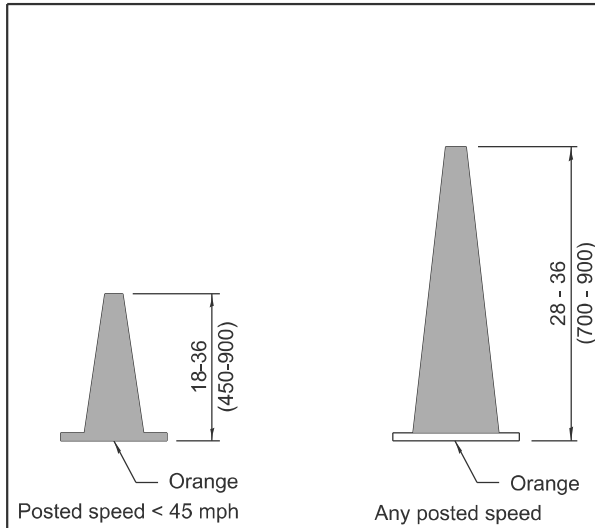 18-36
(450-900)
Orange
Posted speed < 45 mph
28 - 36
(700 - 900)
Orange
Any posted speed